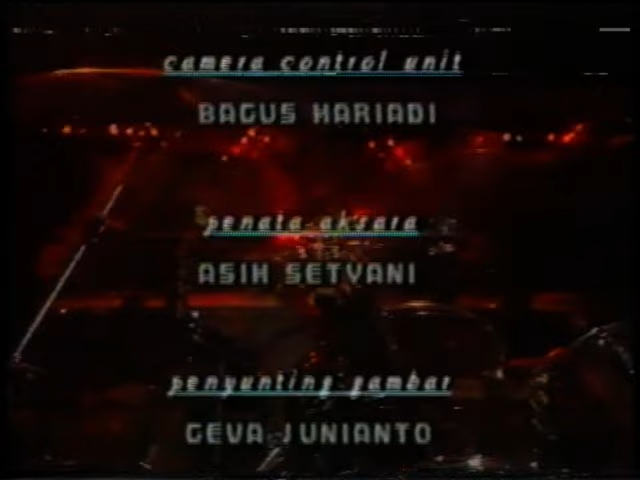 camera control unit
BAGUS HARIADI
penata aksara
ASIH SETYANI
penyunting gambar
GEVA JUNIANTO